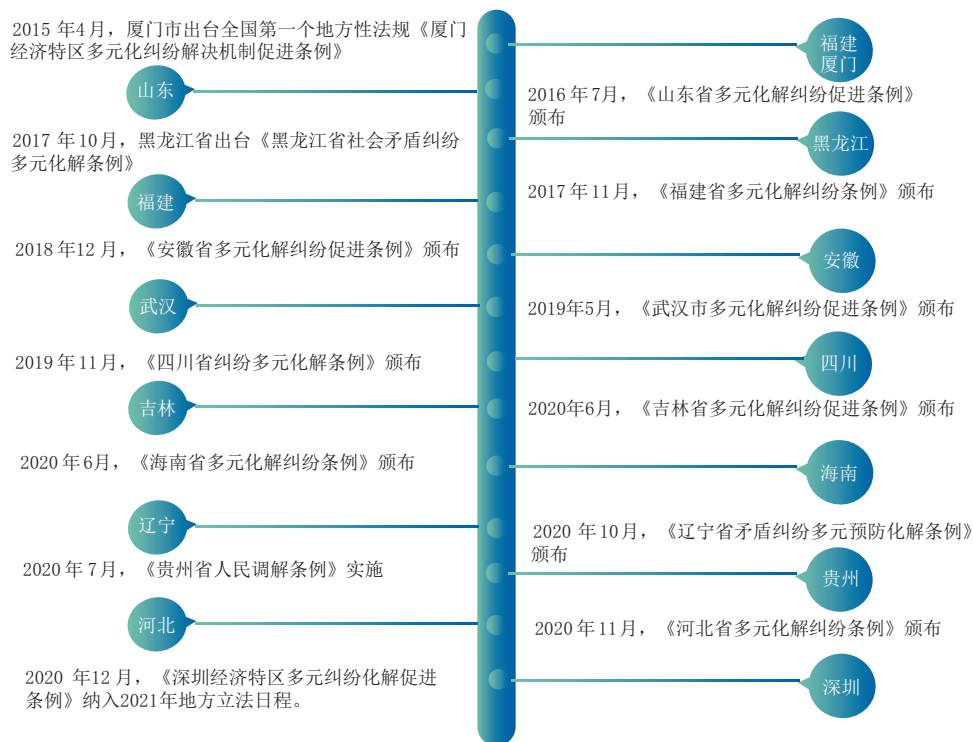 2015 年4 月，厦门市出台全国第一个地方性法规《厦门
经济特区多元化纠纷解决机制促进条例》
福建
厦门
山东
2016 年 7月，《山东省多元化解纠纷促进条例》
颁布
2017 年 10月，黑龙江省出台《黑龙江省社会矛盾纠纷
多元化解条例》
黑龙江
福建
2017 年 11月，《福建省多元化解纠纷条例》颁布
2018 年12 月，《安徽省多元化解纠纷促进条例》颁布
安徽
武汉
2019年5月，《武汉市多元化解纠纷促进条例》颁布
2019 年 11月，《四川省纠纷多元化解条例》颁布
四川
吉林
2020年6月，《吉林省多元化解纠纷促进条例》颁布
2020 年 6月，《海南省多元化解纠纷条例》颁布
海南
辽宁
2020 年 10月，《辽宁省矛盾纠纷多元预防化解条例》
颁布
2020 年 7月，《贵州省人民调解条例》实施
贵州
河北
2020 年 11月，《河北省多元化解纠纷条例》颁布
2020 年12 月，《深圳经济特区多元纠纷化解促进
条例》纳入2021年地方立法日程。
深圳